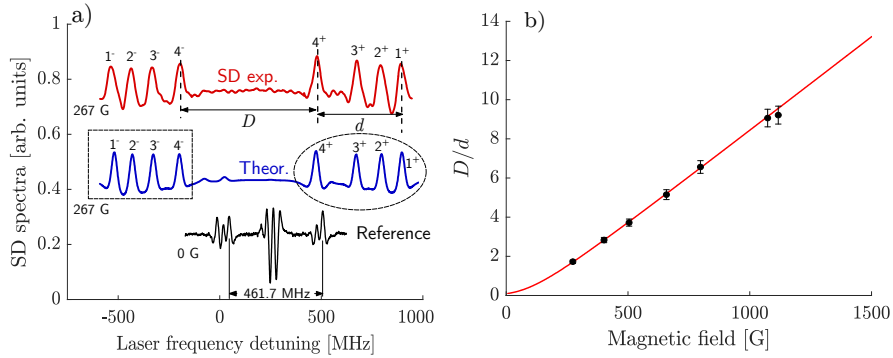 a)
SD spectra [arb. units]
1
0.8
0.6
0.4
0.2
0
1⁻ 2⁻ 3⁻ 4⁻ 4⁺ 3⁺ 2⁺ 1⁺
SD exp.
267 G
D d
1⁻ 2⁻ 3⁻ 4⁻ Theor. 4⁺ 3⁺ 2⁺ 1⁺
267 G
Reference
0 G
461.7 MHz
-500 0 500 1000
Laser frequency detuning [MHz]
b)
D/d
14
12
10
8
6
4
2
0
0 500 1000 1500
Magnetic field [G]